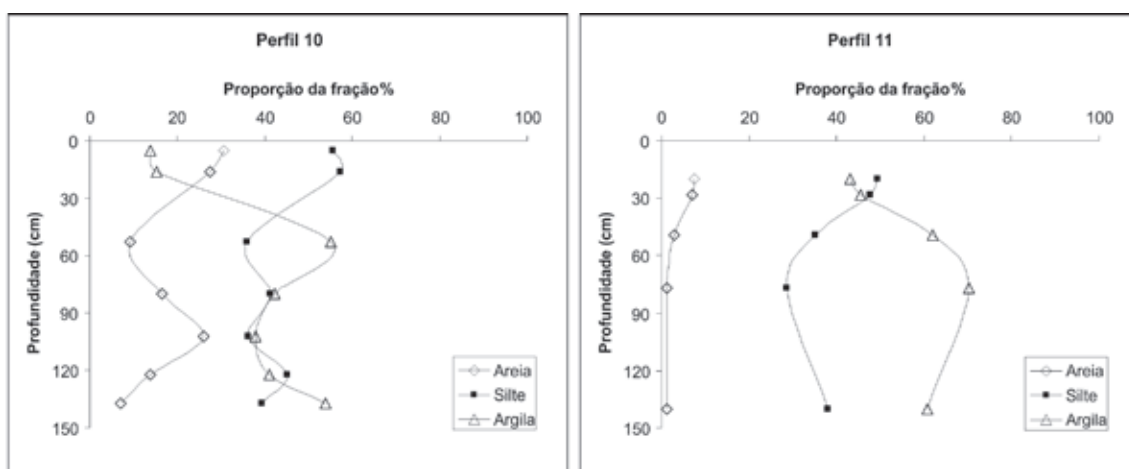 Perfil 10
Proporção da fração%
0 20 40 60 80 100
0
30
60
90
120
150
Profundidade (cm)
Areia
Silte
Argila
Perfil 11
Proporção da fração%
0 20 40 60 80 100
0
30
60
90
120
150
Profundidade (cm)
Areia
Silte
Argila